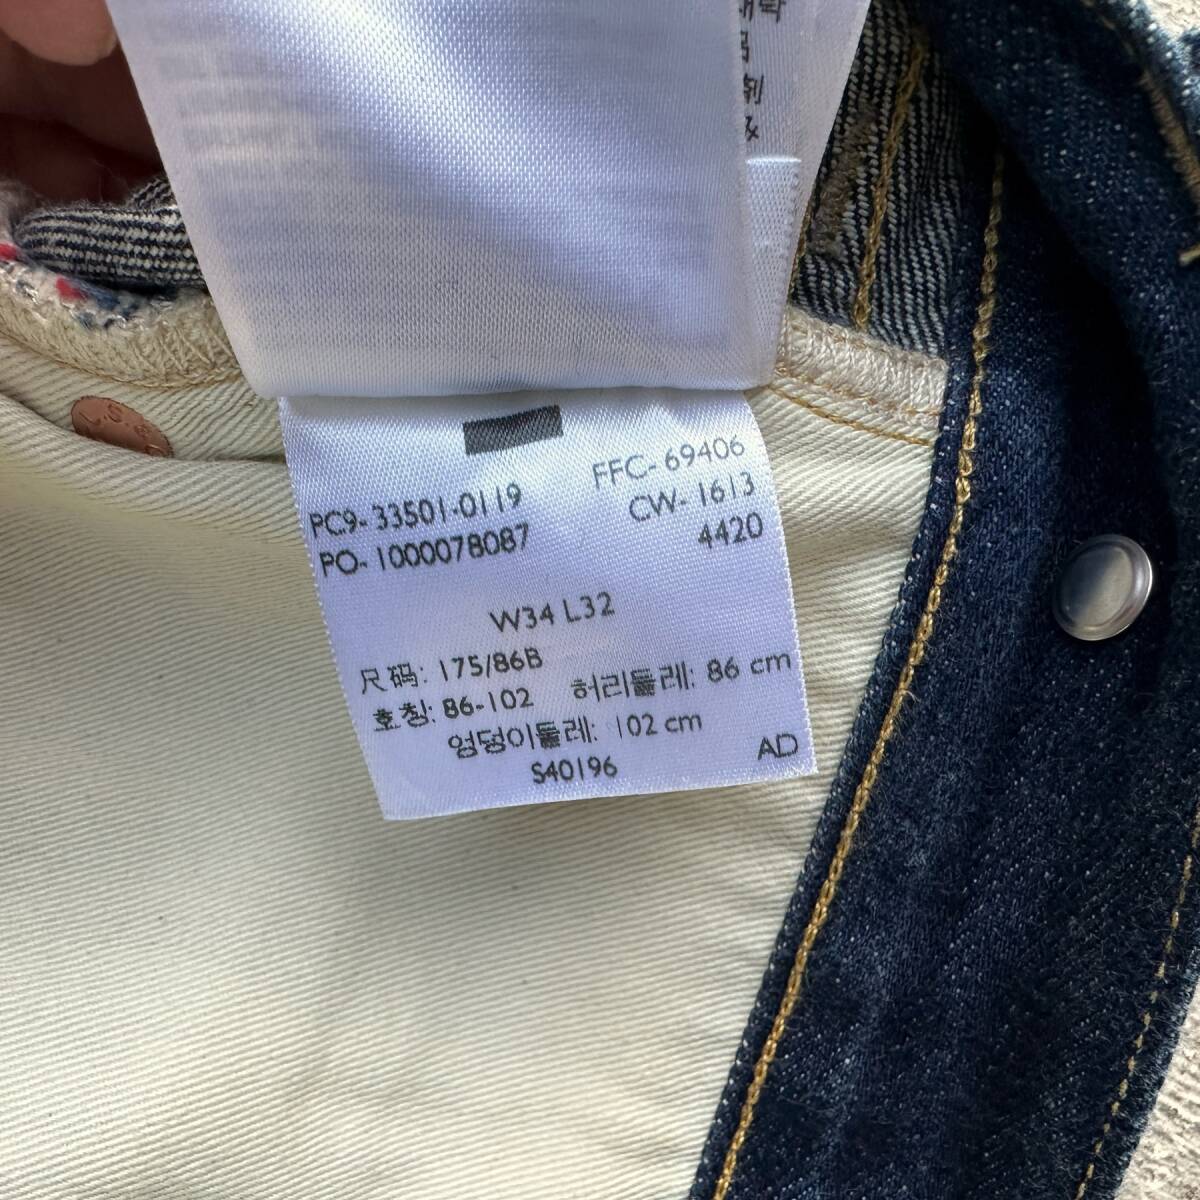 PC9- 33501-0119
PO- 1000078087
FFC- 69406
CW- 1613
4420
W34 L32
尺码: 175/86B
호칭: 86-102 허리둘레: 86 cm
엉덩이둘레: 102 cm
S40196
AD